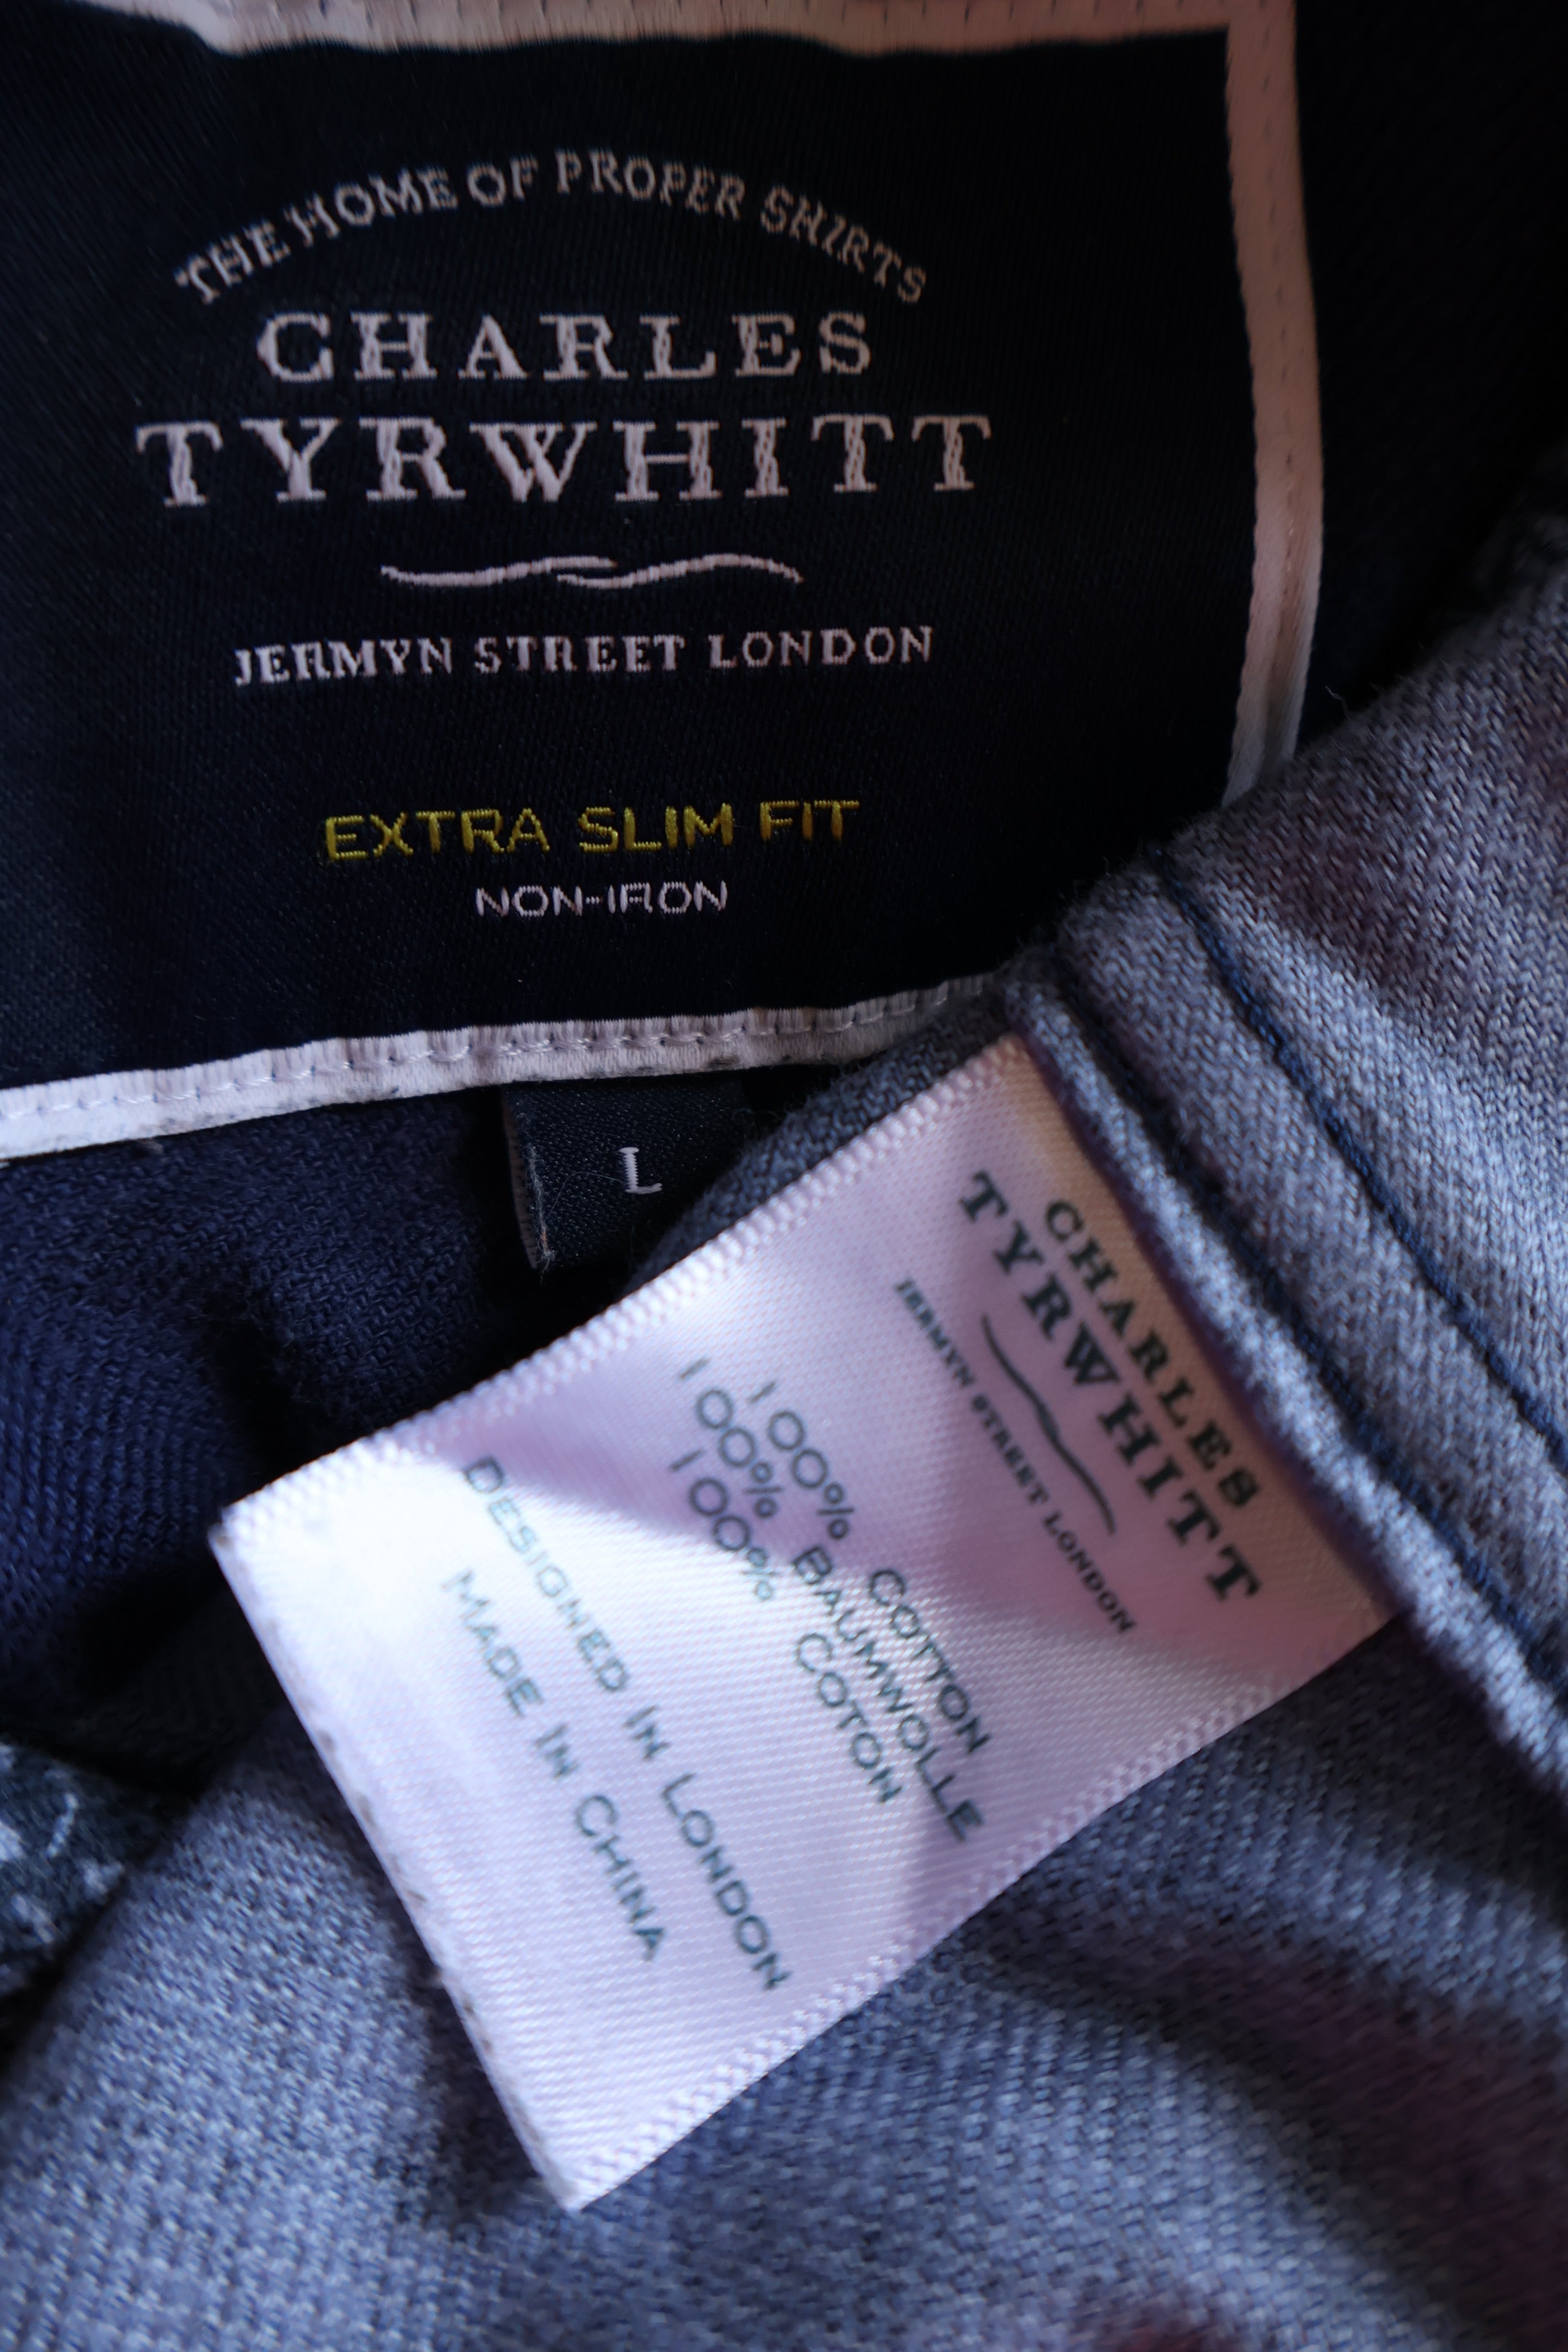 THE HOME OF PROPER SHIRTS
CHARLES
TYRWHITT
JERMYN STREET LONDON
EXTRA SLIM FIT
NON-IRON
L
CHARLES
TYRWHITT
JERMYN STREET LONDON
100% COTTON
100% BAUMWOLLE
100% COTON
DESIGNED IN LONDON
MADE IN CHINA